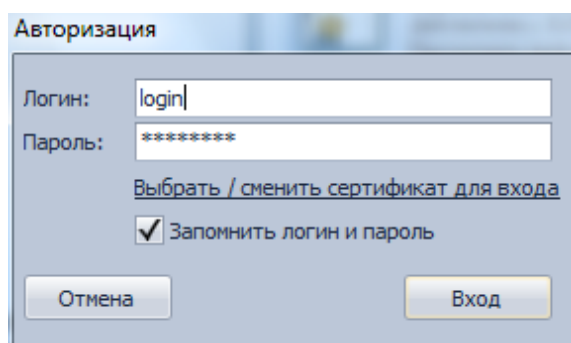 Авторизация
Логин: login
Пароль: ********
Выбрать / сменить сертификат для входа
Запомнить логин и пароль
Отмена Вход